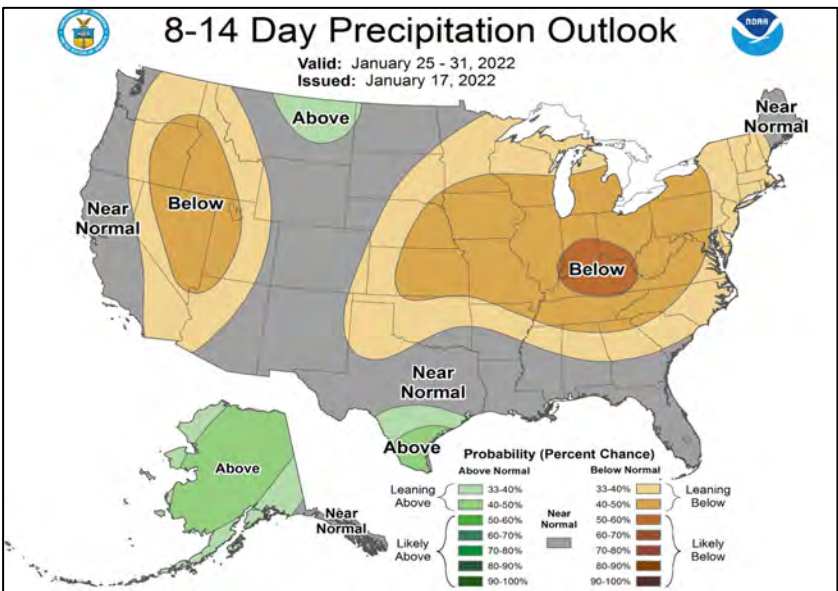 8-14 Day Precipitation Outlook
Valid: January 25 - 31, 2022
Issued: January 17, 2022
NOAA
Above
Near
Normal
Below
Near
Normal
Below
Near
Normal
Above
Above
Near
Normal
Probability (Percent Chance)
Above Normal
Below Normal
Leaning
Above
33-40%
40-50%
Likely
Above
50-60%
60-70%
70-80%
80-90%
90-100%
Near
Normal
33-40%
40-50%
Leaning
Below
50-60%
60-70%
70-80%
80-90%
90-100%
Likely
Below